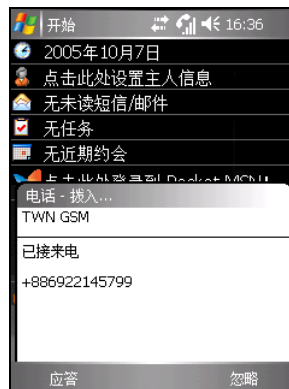 开始
16:36
2005年10月7日
点击此处设置主人信息
无未读短信/邮件
无任务
无近期约会
电话 - 拨入...
TWN GSM
已接来电
+886922145799
应答
忽略